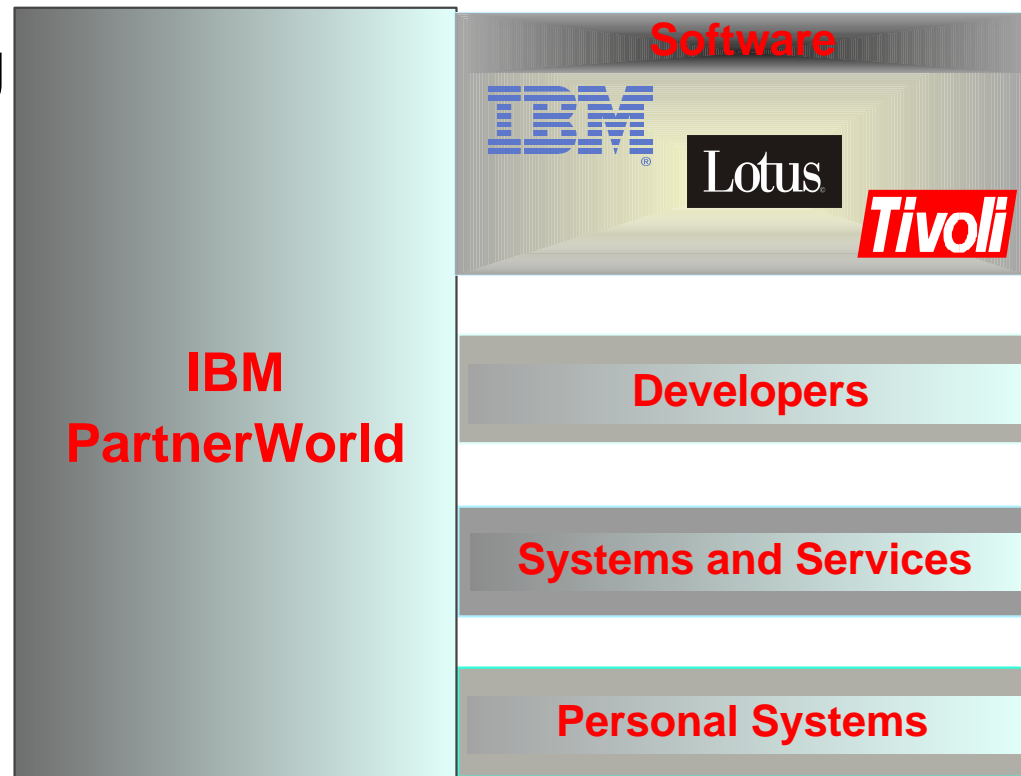 IBM
PartnerWorld
Software
IBM®
Lotus
Tivoli
Developers
Systems and Services
Personal Systems